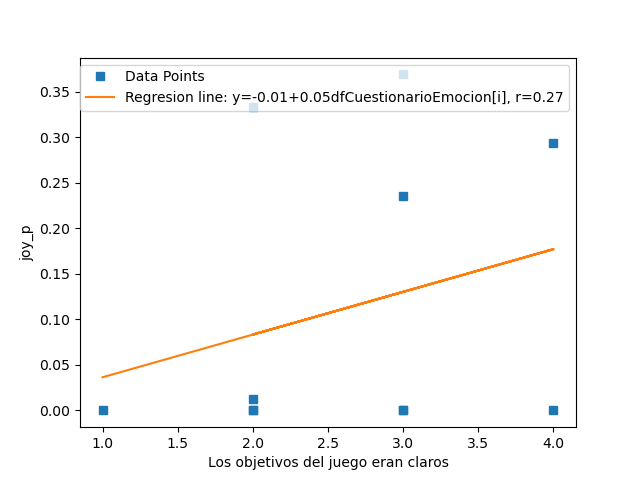 Data Points
Regresion line: y=-0.01+0.05dfCuestionarioEmocion[i], r=0.27
0.35
0.30
0.25
0.20
0.15
0.10
0.05
0.00
joy_p
1.0 1.5 2.0 2.5 3.0 3.5 4.0
Los objetivos del juego eran claros